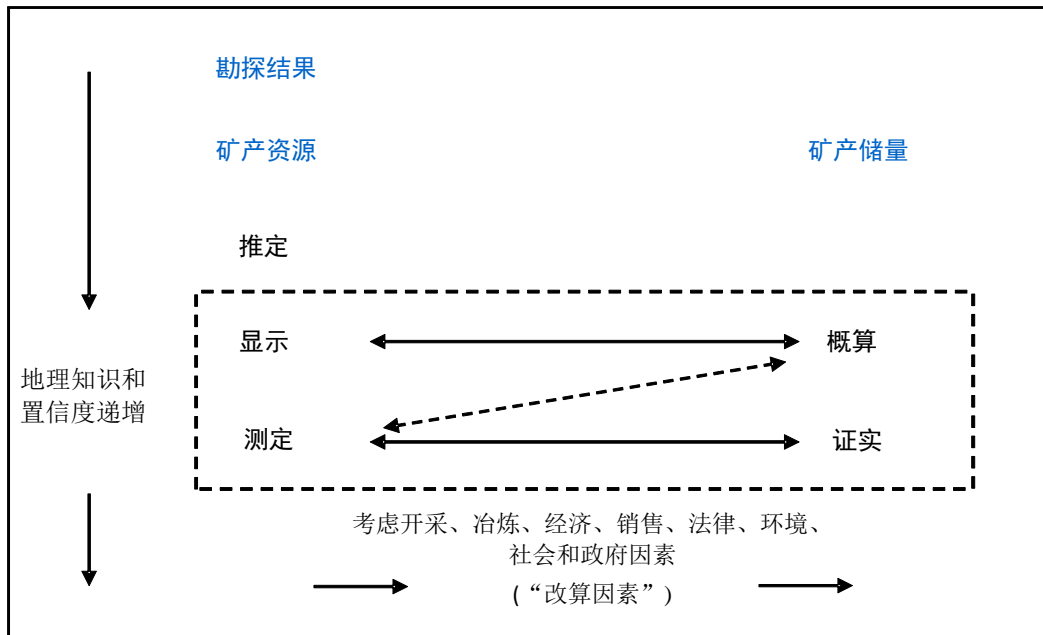 勘探结果
矿产资源
矿产储量
推定
显示
概算
地理知识和
置信度递增
测定
证实
考虑开采、冶炼、经济、销售、法律、环境、
社会和政府因素
(“改算因素”)